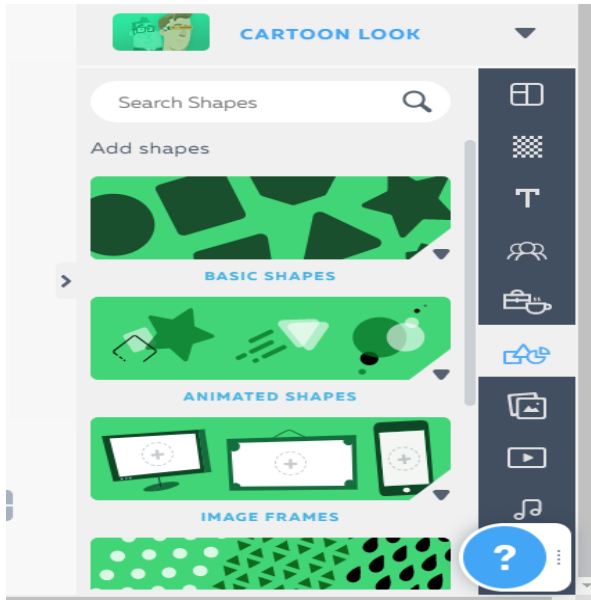 CARTOON LOOK
Search Shapes
Add shapes
BASIC SHAPES
ANIMATED SHAPES
IMAGE FRAMES
?